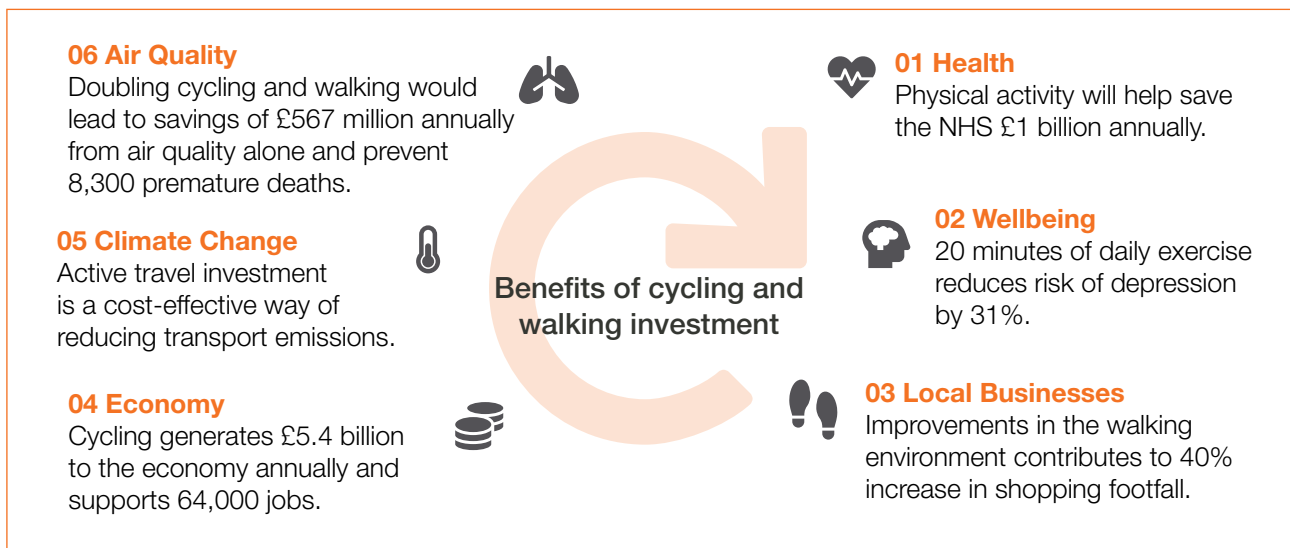 06 Air Quality
Doubling cycling and walking would
lead to savings of £567 million annually
from air quality alone and prevent
8,300 premature deaths.
05 Climate Change
Active travel investment
is a cost-effective way of
reducing transport emissions.
04 Economy
Cycling generates £5.4 billion
to the economy annually and
supports 64,000 jobs.
Benefits of cycling and
walking investment
01 Health
Physical activity will help save
the NHS £1 billion annually.
02 Wellbeing
20 minutes of daily exercise
reduces risk of depression
by 31%.
03 Local Businesses
Improvements in the walking
environment contributes to 40%
increase in shopping footfall.